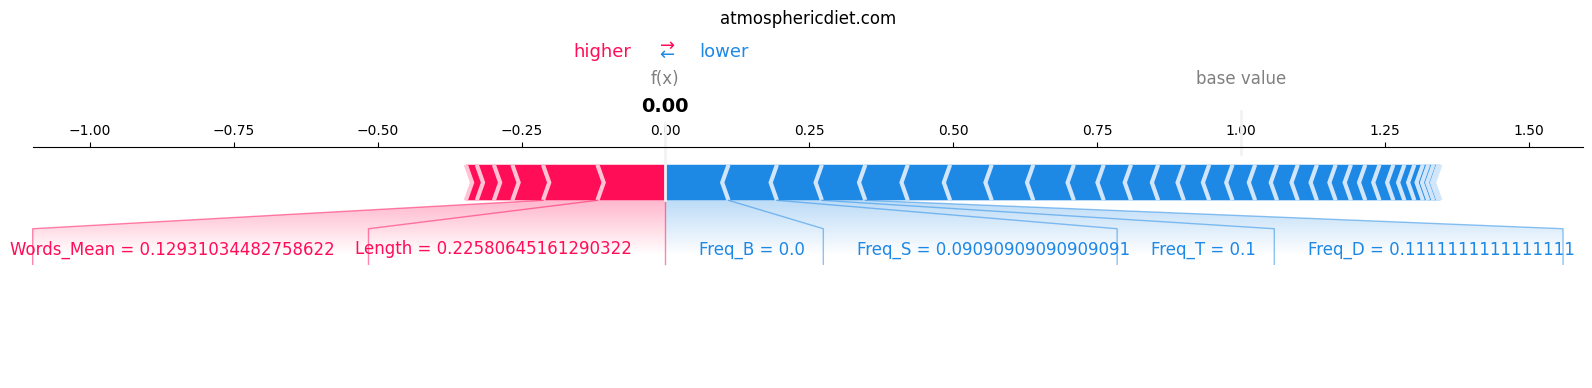 atmosphericdiet.com
higher ⇄ lower
f(x) base value
0.00
−1.00 −0.75 −0.50 −0.25 0.00 0.25 0.50 0.75 1.00 1.25 1.50
Words_Mean = 0.12931034482758622 Length = 0.22580645161290322 Freq_B = 0.0 Freq_S = 0.09090909090909091 Freq_T = 0.1 Freq_D = 0.1111111111111111